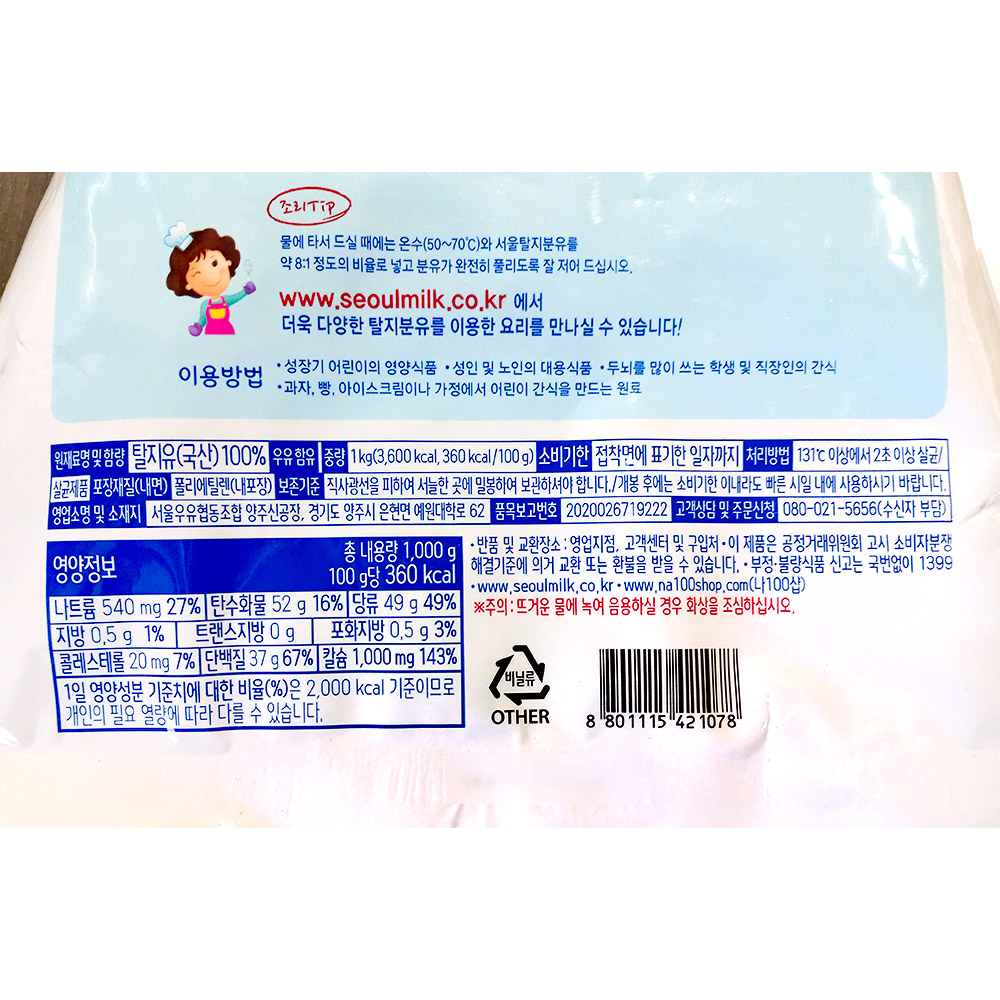 조리Tip
물에 타서 드실 때에는 온수(50~70℃)와 서울탈지분유를
약 8:1 정도의 비율로 넣고 분유가 완전히 풀리도록 잘 저어 드십시오.
www.seoulmilk.co.kr 에서
더욱 다양한 탈지분유를 이용한 요리를 만나실 수 있습니다!
이용방법 •성장기 어린이의 영양식품 •성인 및 노인의 대용식품 •두뇌를 많이 쓰는 학생 및 직장인의 간식
•과자, 빵, 아이스크림이나 가정에서 어린이 간식을 만드는 원료
원재료명 및 함량 탈지유(국산)100% 우유 함유 중량 1kg(3,600 kcal, 360 kcal/100 g) 소비기한 접착면에 표기한 일자까지 처리방법 131℃ 이상에서 2초 이상 살균/
살균제품 포장재질(내면) 폴리에틸렌(내포장) 보존기준 직사광선을 피하여 서늘한 곳에 밀봉하여 보관하셔야 합니다./개봉 후에는 소비기한 이내라도 빠른 시일 내에 사용하시기 바랍니다.
영업소명 및 소재지 서울우유협동조합 양주신공장, 경기도 양주시 은현면 예원대학로 62 품목보고번호 2020026719222 고객상담 및 주문신청 080-021-5656(수신자 부담)
영양정보 총 내용량 1,000 g
100 g당 360 kcal
나트륨 540 mg 27% 탄수화물 52 g 16% 당류 49 g 49%
지방 0.5 g 1% 트랜스지방 0 g 포화지방 0.5 g 3%
콜레스테롤 20 mg 7% 단백질 37 g 67% 칼슘 1,000 mg 143%
1일 영양성분 기준치에 대한 비율(%)은 2,000 kcal 기준이므로
개인의 필요 열량에 따라 다를 수 있습니다.
•반품 및 교환장소 : 영업지점, 고객센터 및 구입처 •이 제품은 공정거래위원회 고시 소비자분쟁
해결기준에 의거 교환 또는 환불을 받을 수 있습니다. •부정·불량식품 신고는 국번없이 1399
•www.seoulmilk.co.kr •www.na100shop.com(나100샵)
※주의 : 뜨거운 물에 녹여 음용하실 경우 화상을 조심하십시오.
비닐류
OTHER
8 801115 421078